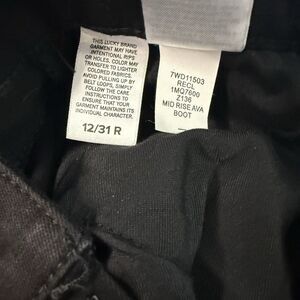 THIS LUCKY BRAND
GARMENT MAY HAVE
INTENTIONAL RIPS
OR HOLES. COLOR MAY
TRANSFER TO LIGHTER
COLORED FABRICS.
AVOID PULLING UP BY
BELT LOOPS, SIMPLY
FOLLOW THE CARE
INSTRUCTIONS TO
ENSURE THAT YOUR
GARMENT MAINTAINS ITS
INDIVIDUAL CHARACTER.
12/31 R
7WD11503
RECL
1MQ7600
Z136
MID RISE AVA
BOOT